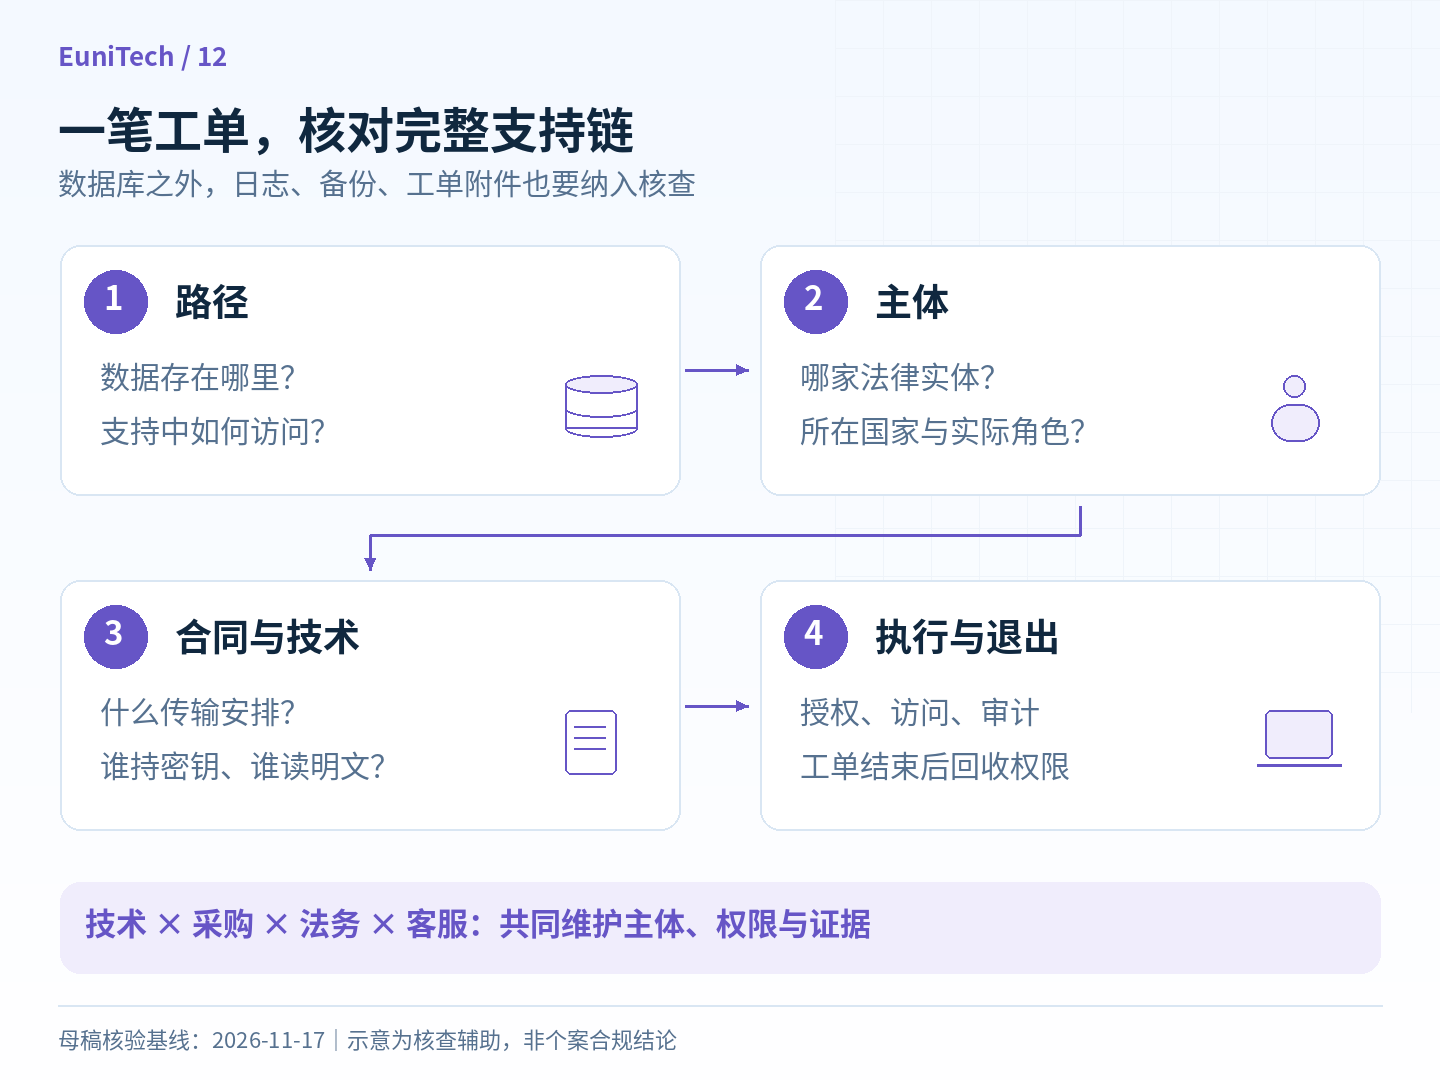 EuniTech / 12
一笔工单，核对完整支持链
数据库之外，日志、备份、工单附件也要纳入核查
1 路径
数据存在哪里？
支持中如何访问？
2 主体
哪家法律实体？
所在国家与实际角色？
3 合同与技术
什么传输安排？
谁持密钥、谁读明文？
4 执行与退出
授权、访问、审计
工单结束后回收权限
技术 × 采购 × 法务 × 客服：共同维护主体、权限与证据
母稿核验基线：2026-11-17｜示意为核查辅助，非个案合规结论